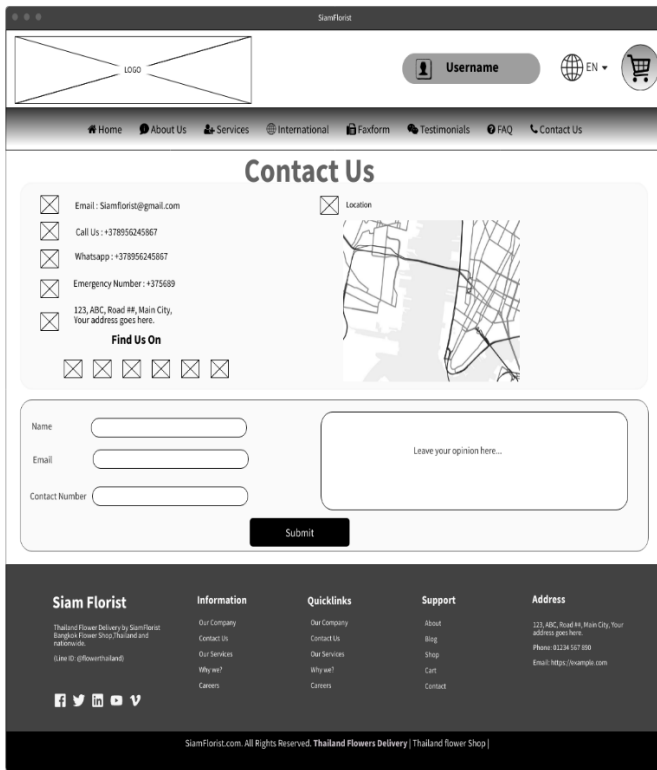 SiamFlorist
LOGO
Username
EN
Home About Us Services International Faxform Testimonials FAQ Contact Us
Contact Us
Email : Siamflorist@gmail.com
Call Us : +378956245867
Whatsapp : +378956245867
Emergency Number : +375689
123, ABC, Road ##, Main City,
Your address goes here.
Find Us On
Location
Name
Email
Contact Number
Leave your opinion here...
Submit
Siam Florist
Thailand Flower Delivery by SiamFlorist
Bangkok Flower Shop,Thailand and
nationwide.
(Line ID :@flowerthailand)
Information
Our Company
Contact Us
Our Services
Why we?
Careers
Quicklinks
Our Company
Contact Us
Our Services
Why we?
Careers
Support
About
Blog
Shop
Cart
Contact
Address
123, ABC, Road ##, Main City, Your
address goes here.
Phone: 01234 567 890
Email: https://example.com
SiamFlorist.com. All Rights Reserved. Thailand Flowers Delivery | Thailand flower Shop |